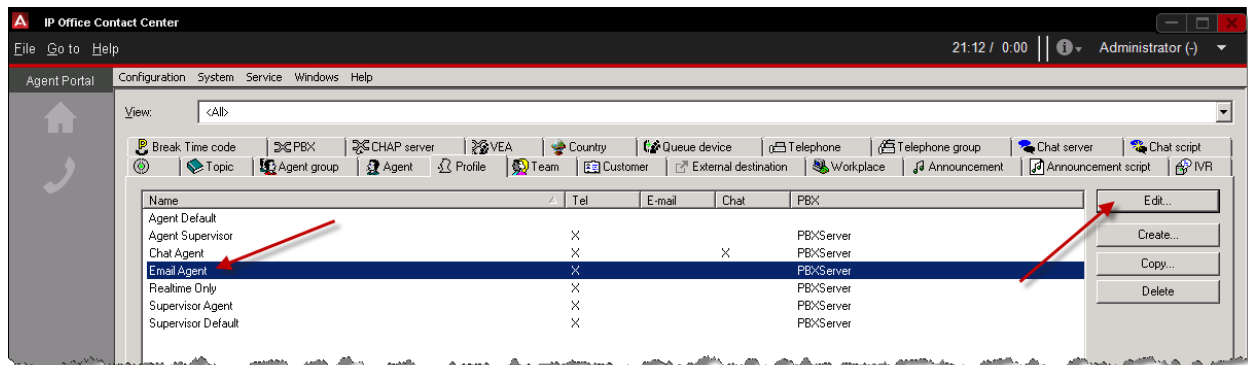 IP Office Contact Center
File Go to Help 21:12 / 0:00 Administrator (-)
Agent Portal Configuration System Service Windows Help
View: <All>
Break Time code PBX CHAP server VEA Country Queue device Telephone Telephone group Chat server Chat script
Topic Agent group Agent Profile Team Customer External destination Workplace Announcement Announcement script IVR
Name Tel E-mail Chat PBX Edit...
Agent Default
Agent Supervisor X PBXServer Create...
Chat Agent X X PBXServer
Email Agent X PBXServer Copy...
Realtime Only X PBXServer Delete
Supervisor Agent X PBXServer
Supervisor Default X PBXServer